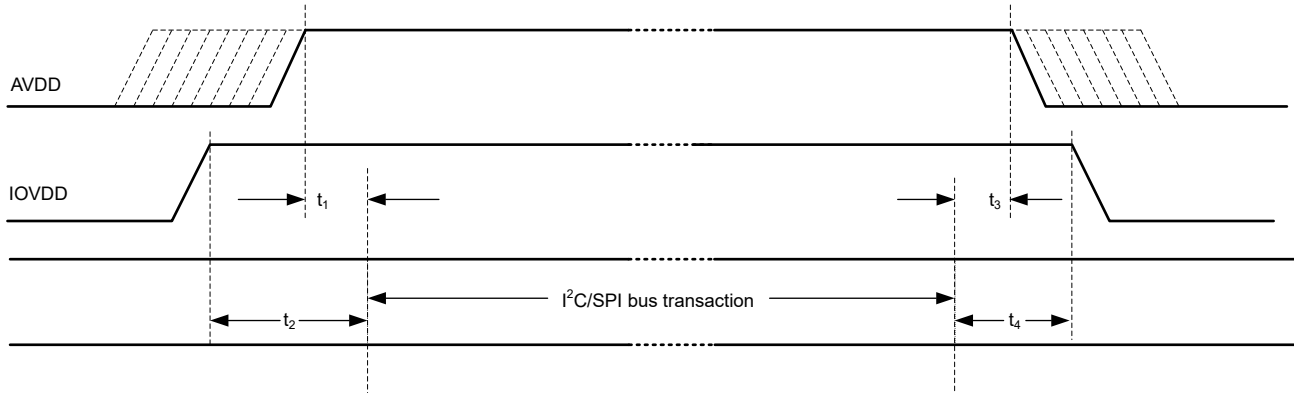 AVDD
IOVDD
t₁
t₃
I²C/SPI bus transaction
t₂
t₄